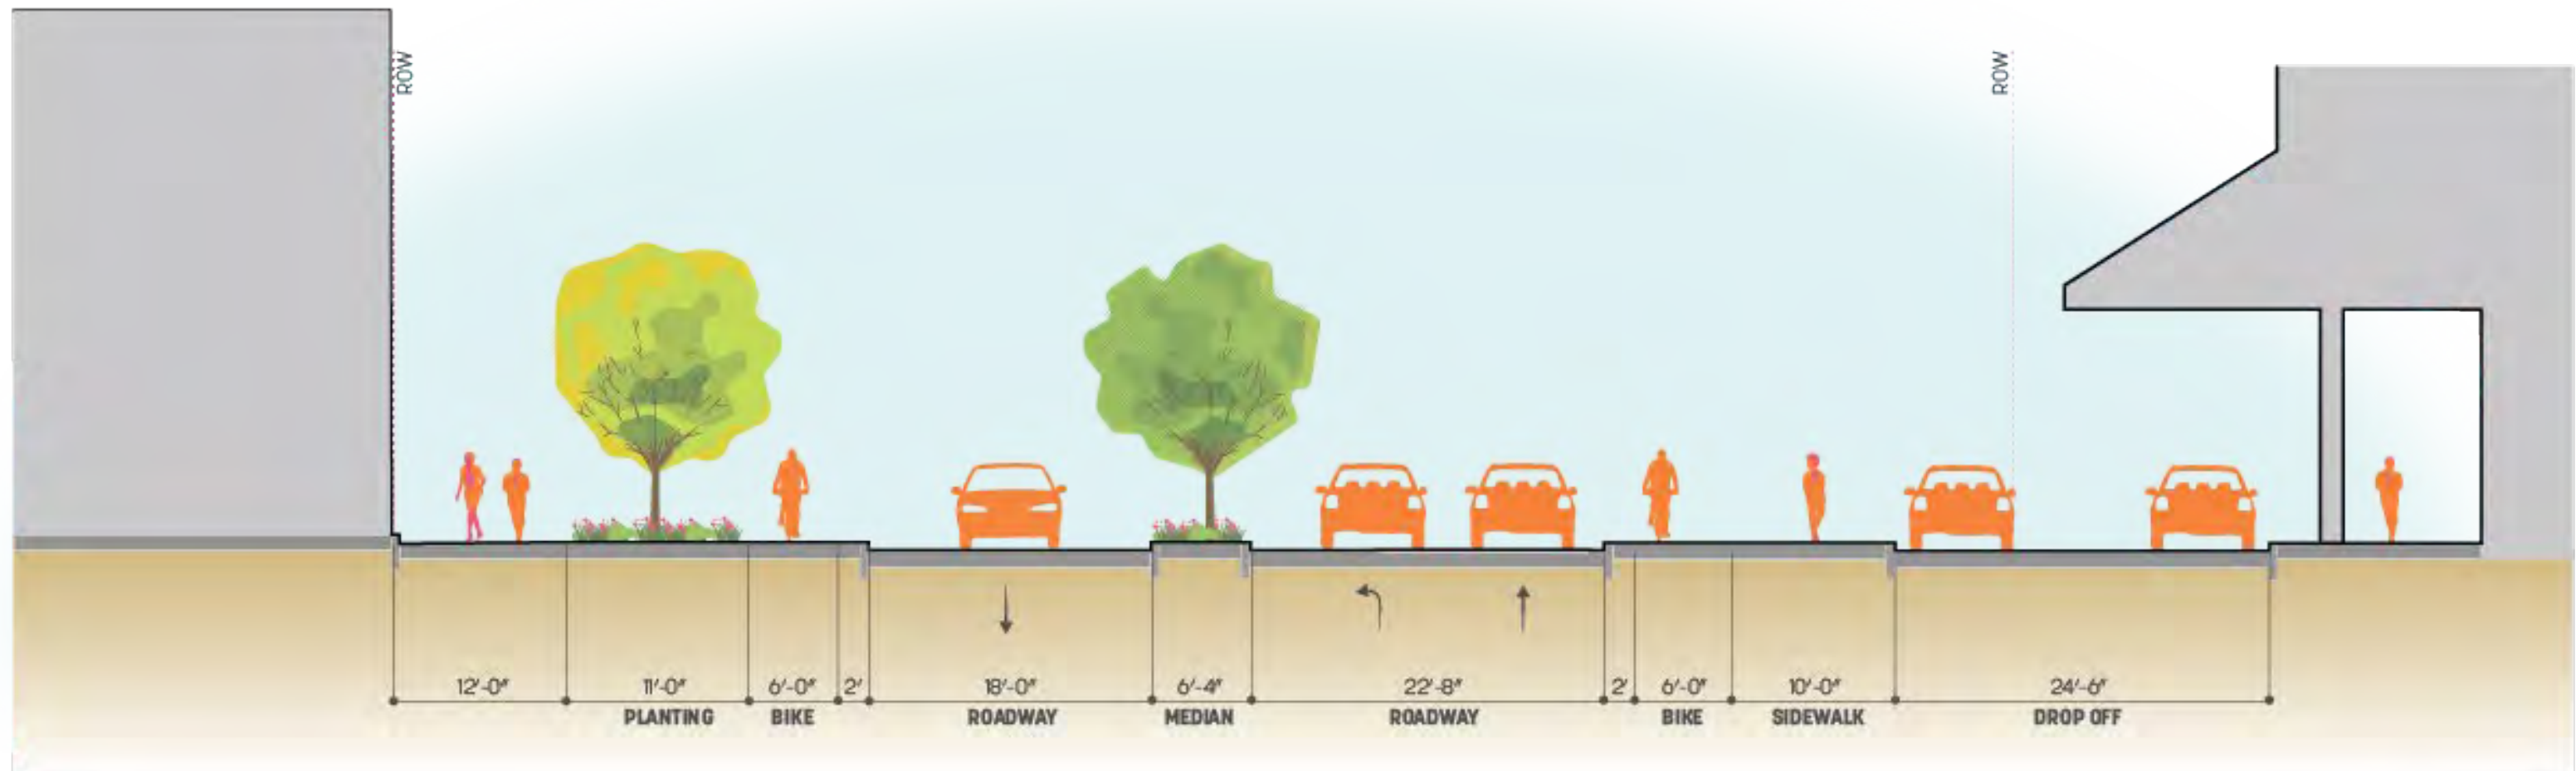 ROW
ROW
12'-0" 11'-0" 6'-0" 2' 18'-0" 6'-4" 22'-8" 2' 6'-0" 10'-0" 24'-6"
PLANTING BIKE ROADWAY MEDIAN ROADWAY BIKE SIDEWALK DROP OFF